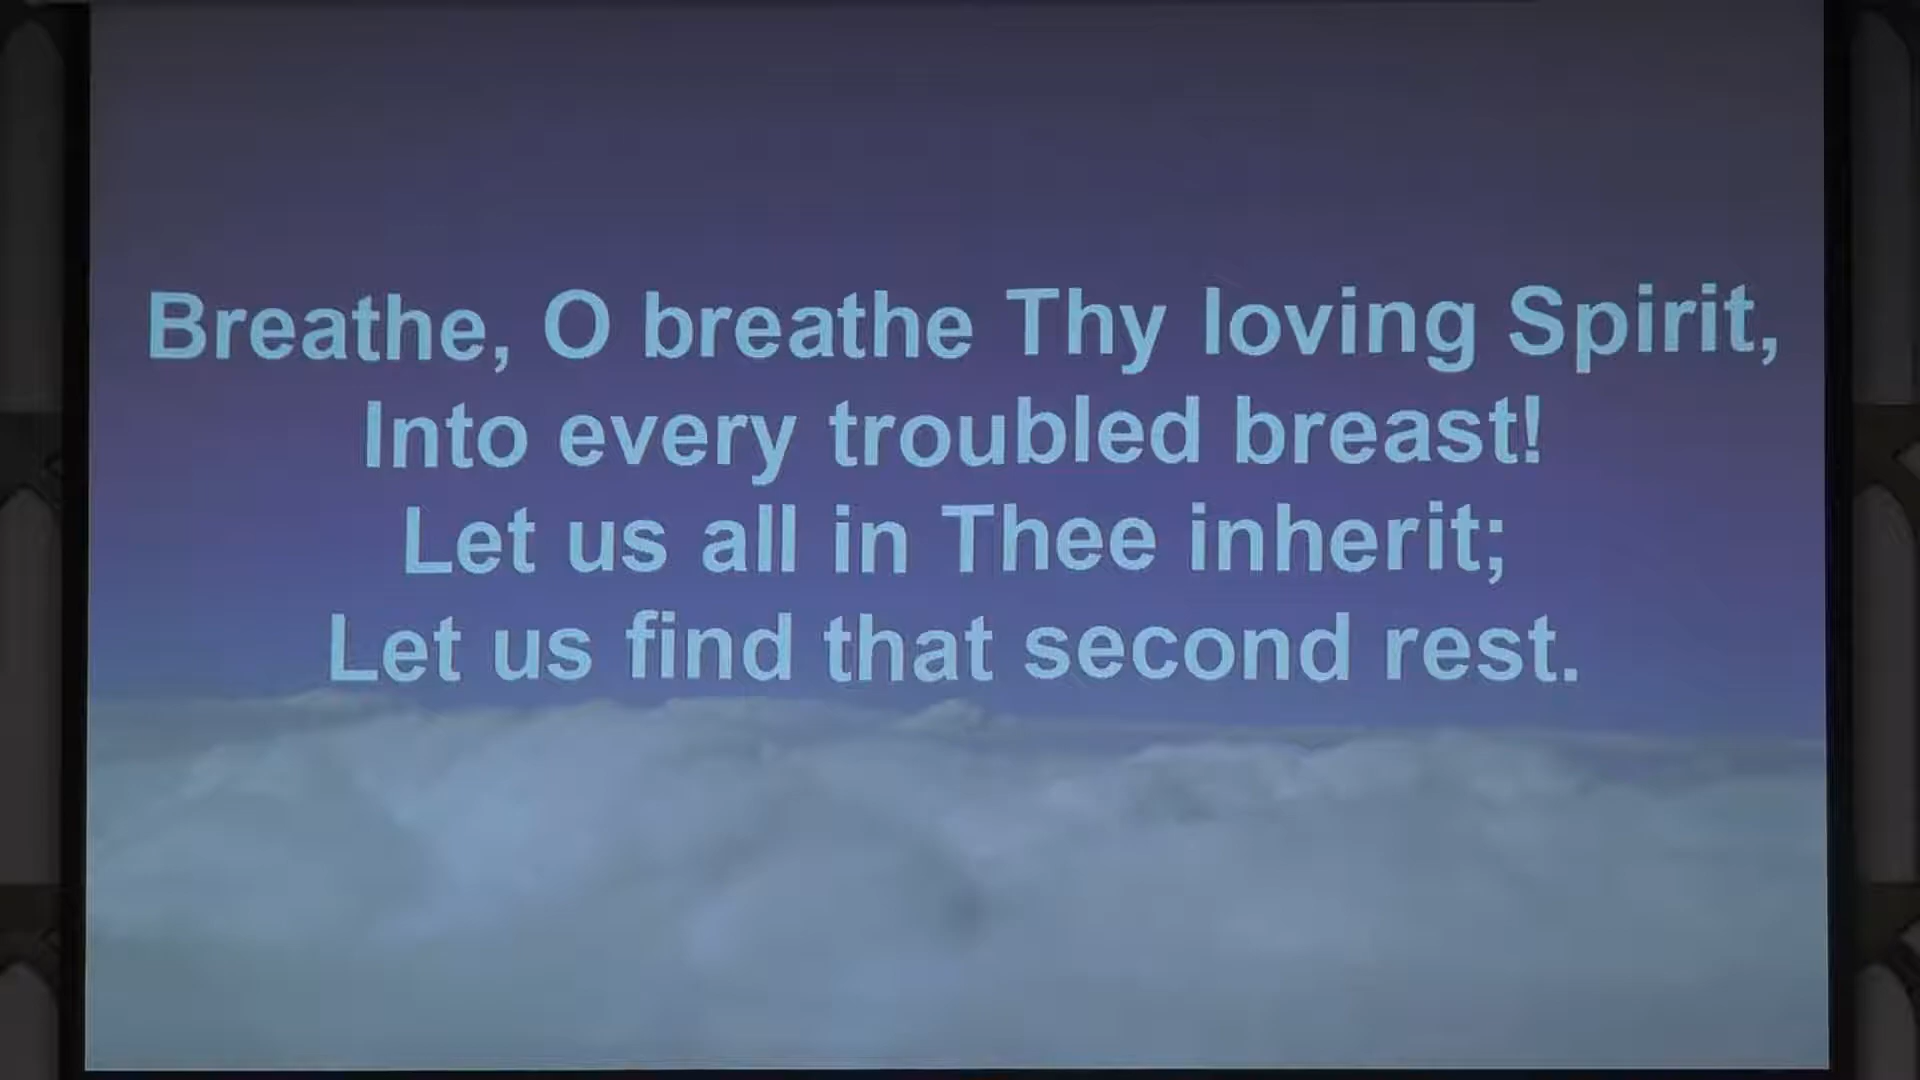 Breathe, O breathe Thy loving Spirit,
Into every troubled breast!
Let us all in Thee inherit;
Let us find that second rest.